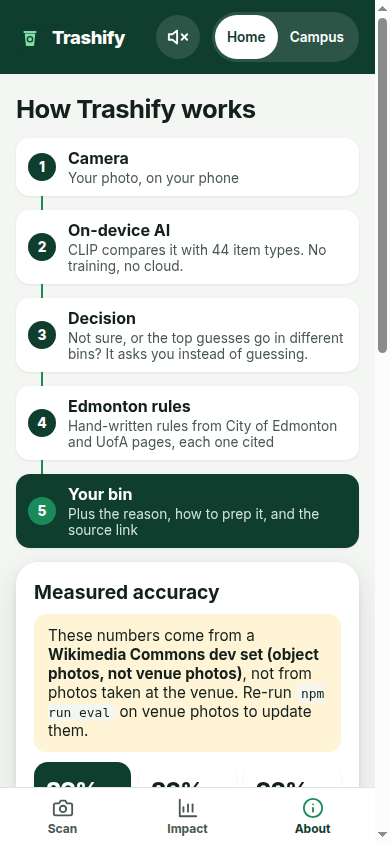 Trashify
Home
Campus
How Trashify works
1
Camera
Your photo, on your phone
2
On-device AI
CLIP compares it with 44 item types. No
training, no cloud.
3
Decision
Not sure, or the top guesses go in different
bins? It asks you instead of guessing.
4
Edmonton rules
Hand-written rules from City of Edmonton
and UofA pages, each one cited
5
Your bin
Plus the reason, how to prep it, and the
source link
Measured accuracy
These numbers come from a
Wikimedia Commons dev set (object
photos, not venue photos), not from
photos taken at the venue. Re-run npm
run eval on venue photos to update
them.
Scan
Impact
About